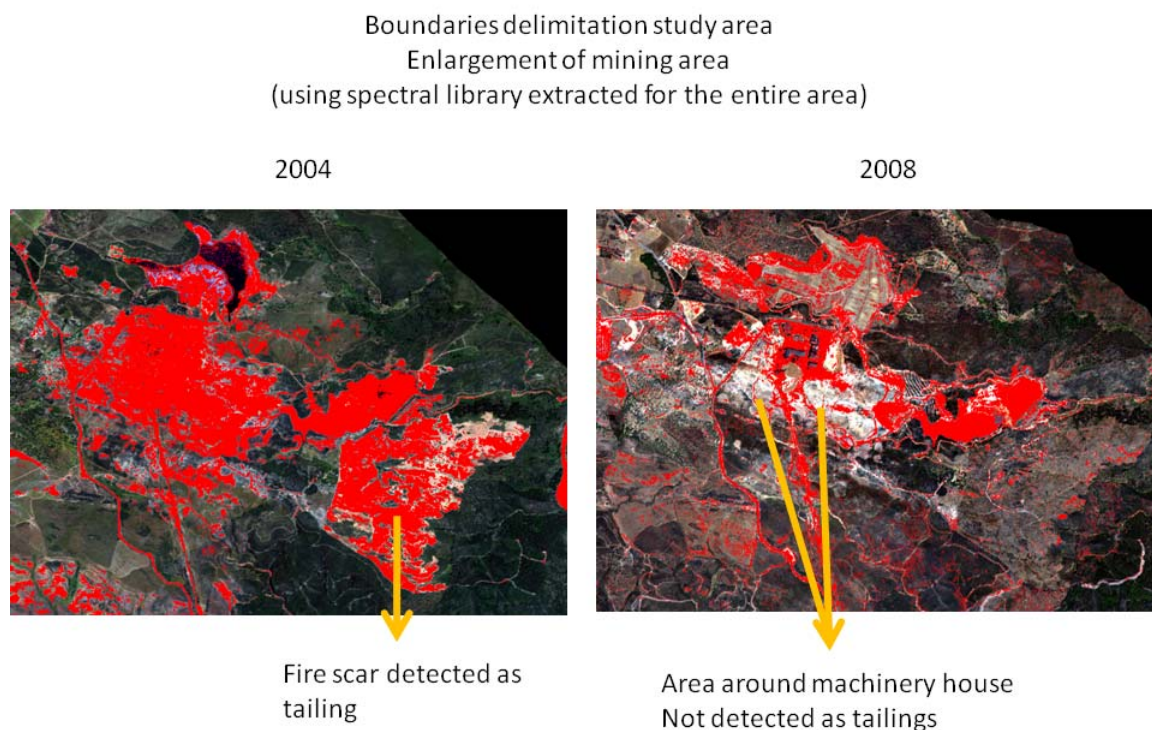 Boundaries delimitation study area
Enlargement of mining area
(using spectral library extracted for the entire area)
2004
2008
Fire scar detected as
tailing
Area around machinery house
Not detected as tailings